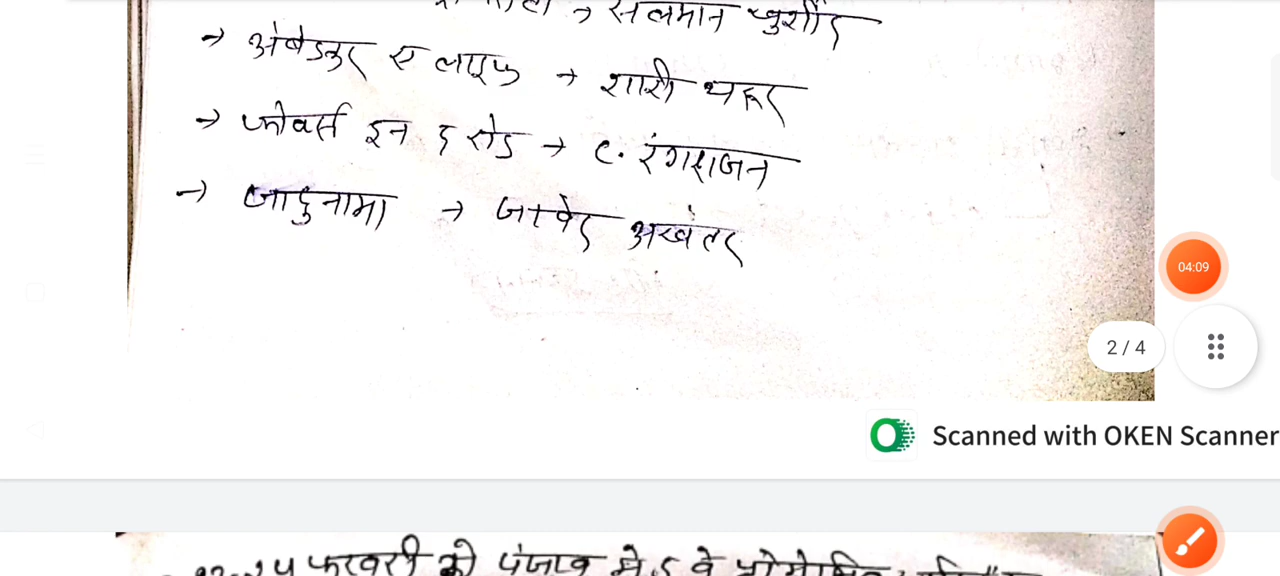 → सलमान खुर्शीद
→ अंबेडकर ए लाइफ → शशी थरूर
→ फोर्क्स इन द रोड → C. रंगराजन
→ जादुनामा → जावेद अख्तर
04:09
2 / 4
Scanned with OKEN Scanner
फरवरी को पंजाब में